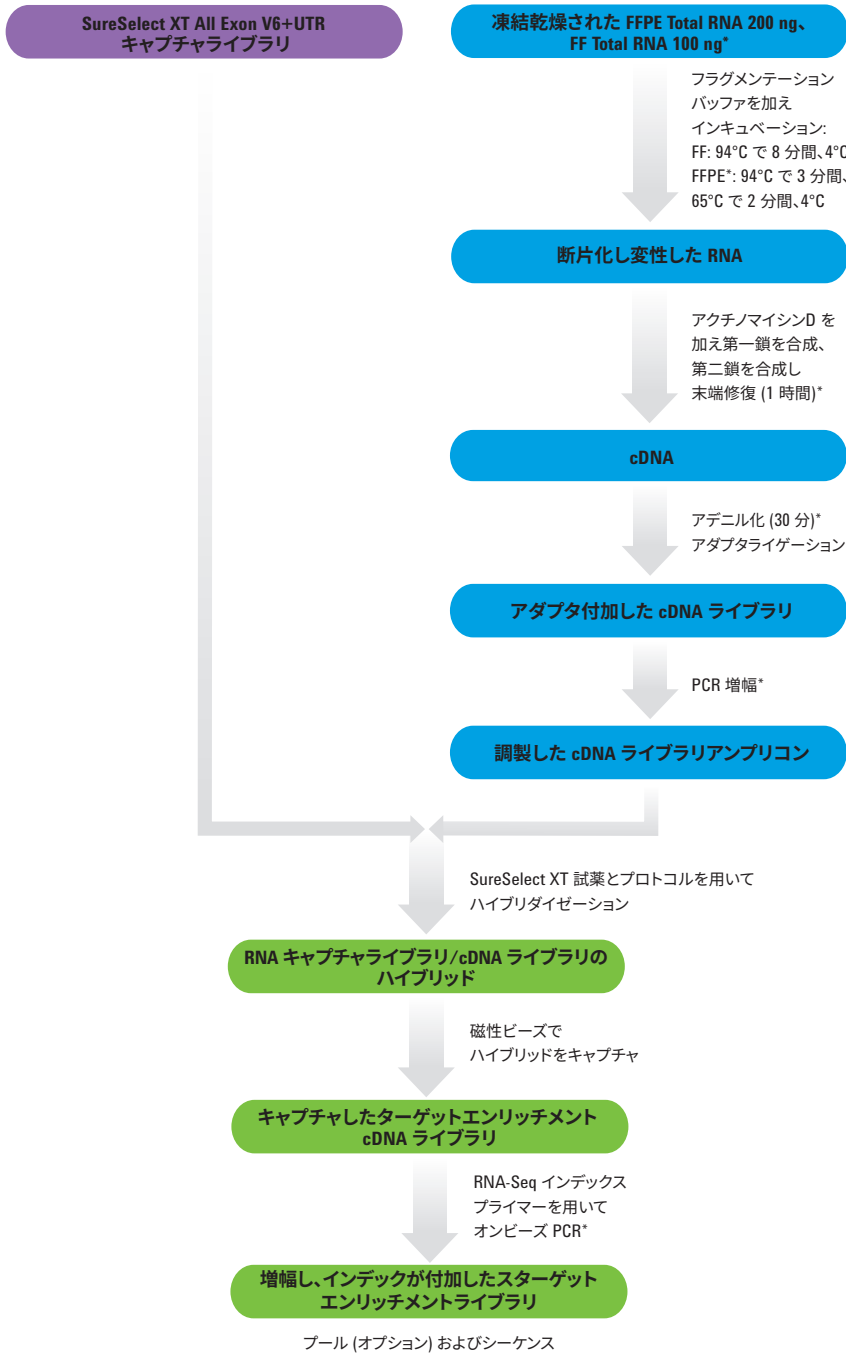 SureSelect XT All Exon V6+UTR
キャプチャライブラリ
凍結乾燥された FFPE Total RNA 200 ng、
FF Total RNA 100 ng*
フラグメンテーション
バッファを加え
インキュベーション:
FF: 94°C で 8 分間、4°C
FFPE*: 94°C で 3 分間、
65°C で 2 分間、4°C
断片化し変性した RNA
アクチノマイシンD を
加え第一鎖を合成、
第二鎖を合成し
末端修復 (1 時間)*
cDNA
アデニル化 (30 分)*
アダプタライゲーション
アダプタ付加した cDNA ライブラリ
PCR 増幅*
調製した cDNA ライブラリアンプリコン
SureSelect XT 試薬とプロトコルを用いて
ハイブリダイゼーション
RNA キャプチャライブラリ/cDNA ライブラリの
ハイブリッド
磁性ビーズで
ハイブリッドをキャプチャ
キャプチャしたターゲットエンリッチメント
cDNA ライブラリ
RNA-Seq インデックス
プライマーを用いて
オンビーズ PCR*
増幅し、インデックが付加したスターゲット
エンリッチメントライブラリ
プール (オプション) およびシーケンス